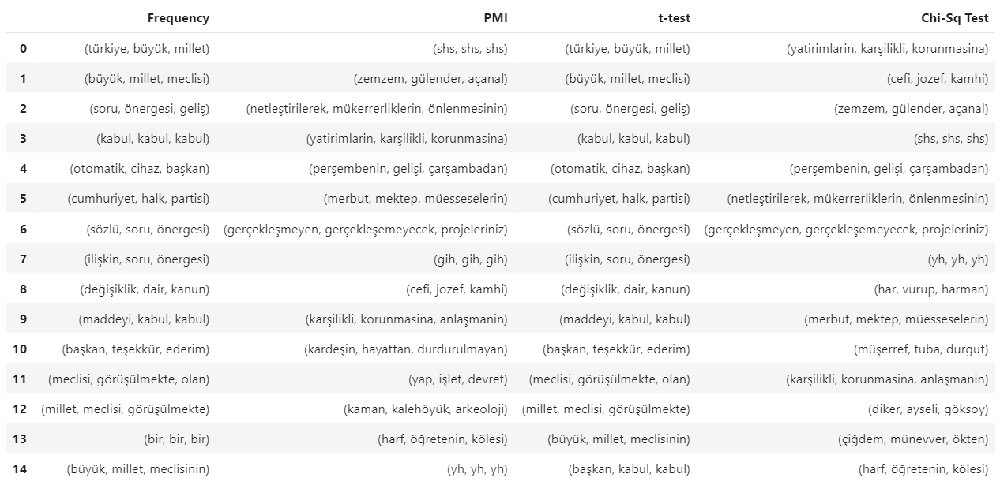 Frequency PMI t-test Chi-Sq Test
0 (türkiye, büyük, millet) (shs, shs, shs) (türkiye, büyük, millet) (yatirimlarin, karşilikli, korunmasina)
1 (büyük, millet, meclisi) (zemzem, gülender, açanal) (büyük, millet, meclisi) (cefi, jozef, kamhi)
2 (soru, önergesi, geliş) (netleştirilerek, mükerrerliklerin, önlenmesinin) (soru, önergesi, geliş) (zemzem, gülender, açanal)
3 (kabul, kabul, kabul) (yatirimlarin, karşilikli, korunmasina) (kabul, kabul, kabul) (shs, shs, shs)
4 (otomatik, cihaz, başkan) (perşembenin, gelişi, çarşambadan) (otomatik, cihaz, başkan) (perşembenin, gelişi, çarşambadan)
5 (cumhuriyet, halk, partisi) (merbut, mektep, müesseselerin) (cumhuriyet, halk, partisi) (netleştirilerek, mükerrerliklerin, önlenmesinin)
6 (sözlü, soru, önergesi) (gerçekleşmeyen, gerçekleşemeyecek, projeleriniz) (sözlü, soru, önergesi) (gerçekleşmeyen, gerçekleşemeyecek, projeleriniz)
7 (ilişkin, soru, önergesi) (gih, gih, gih) (ilişkin, soru, önergesi) (yh, yh, yh)
8 (değişiklik, dair, kanun) (cefi, jozef, kamhi) (değişiklik, dair, kanun) (har, vurup, harman)
9 (maddeyi, kabul, kabul) (karşilikli, korunmasina, anlaşmanin) (maddeyi, kabul, kabul) (merbut, mektep, müesseselerin)
10 (başkan, teşekkür, ederim) (kardeşin, hayattan, durdurulmayan) (başkan, teşekkür, ederim) (müşerref, tuba, durgut)
11 (meclisi, görüşülmekte, olan) (yap, işlet, devret) (meclisi, görüşülmekte, olan) (karşilikli, korunmasina, anlaşmanin)
12 (millet, meclisi, görüşülmekte) (kaman, kalehöyük, arkeoloji) (millet, meclisi, görüşülmekte) (diker, ayseli, göksoy)
13 (bir, bir, bir) (harf, öğretenin, kölesi) (büyük, millet, meclisinin) (çiğdem, münevver, ökten)
14 (büyük, millet, meclisinin) (yh, yh, yh) (başkan, kabul, kabul) (harf, öğretenin, kölesi)